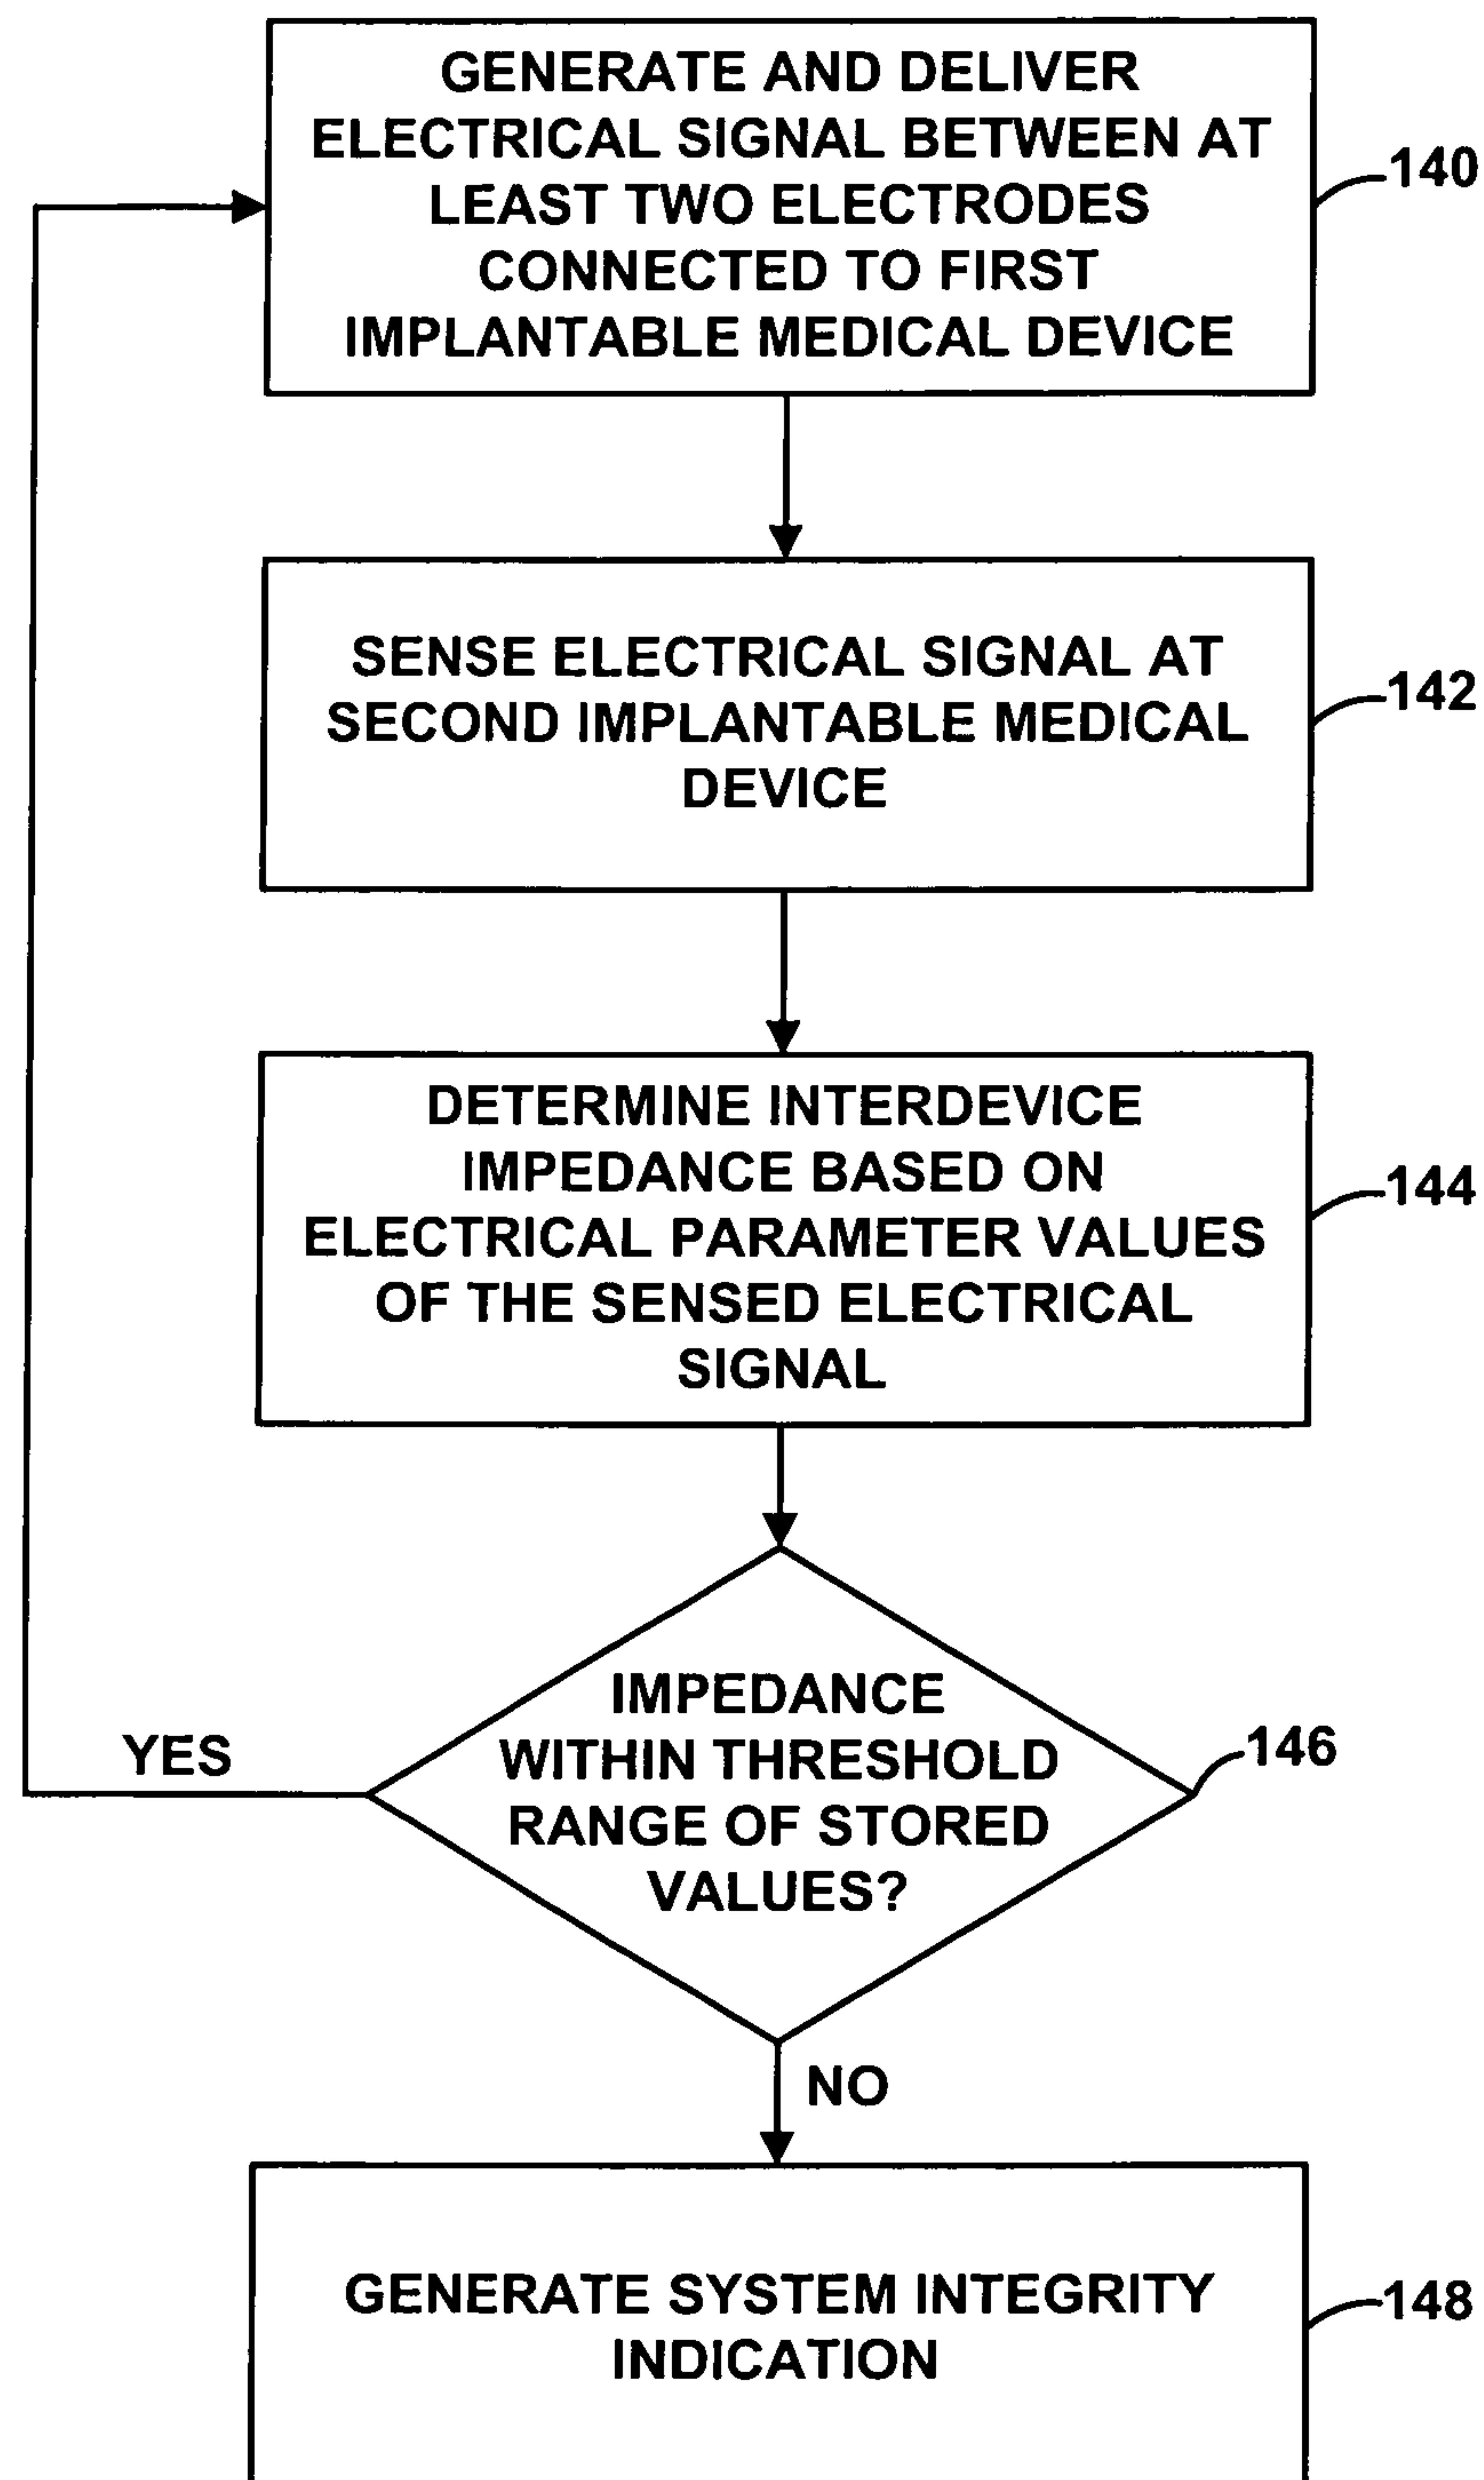 GENERATE AND DELIVER
ELECTRICAL SIGNAL BETWEEN AT
LEAST TWO ELECTRODES
CONNECTED TO FIRST
IMPLANTABLE MEDICAL DEVICE
140
SENSE ELECTRICAL SIGNAL AT
SECOND IMPLANTABLE MEDICAL
DEVICE
142
DETERMINE INTERDEVICE
IMPEDANCE BASED ON
ELECTRICAL PARAMETER VALUES
OF THE SENSED ELECTRICAL
SIGNAL
144
IMPEDANCE
WITHIN THRESHOLD
RANGE OF STORED
VALUES?
146
YES
NO
GENERATE SYSTEM INTEGRITY
INDICATION
148